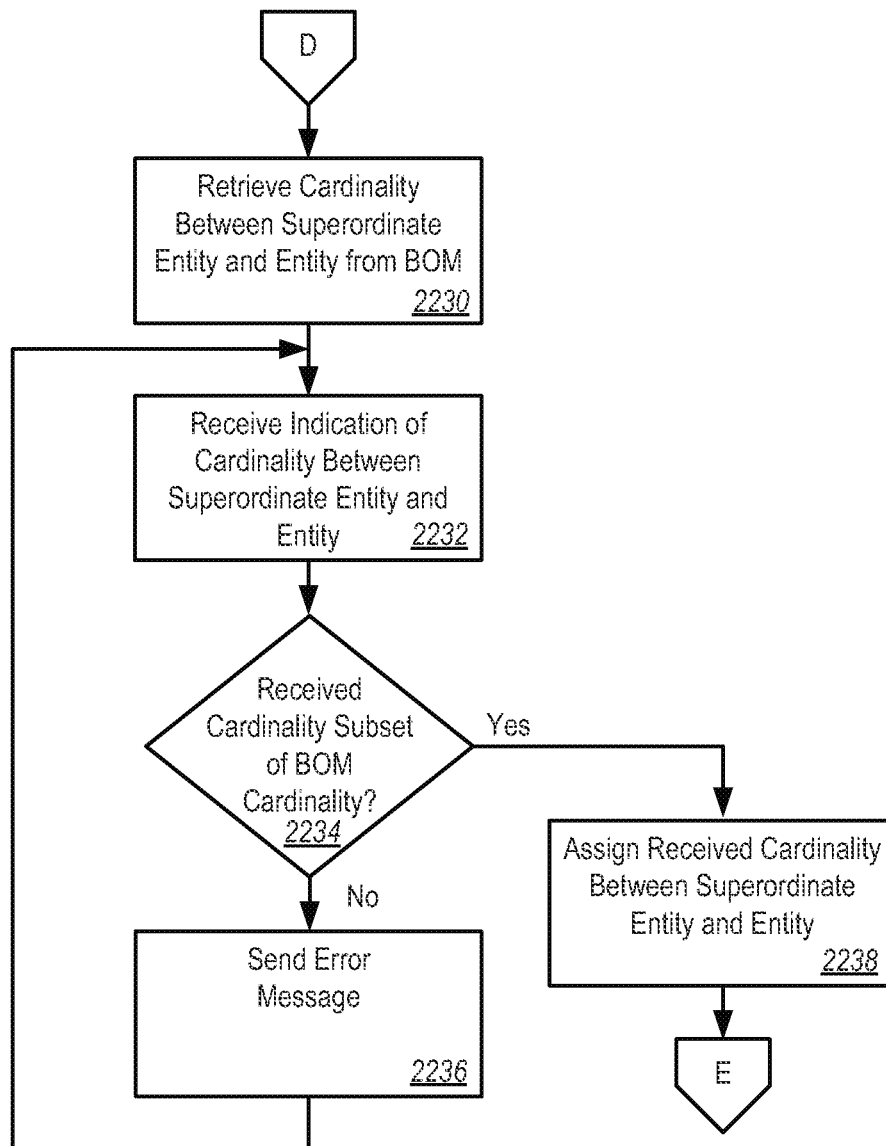 D
Retrieve Cardinality
Between Superordinate
Entity and Entity from BOM
2230
Receive Indication of
Cardinality Between
Superordinate Entity and
Entity 2232
Received
Cardinality Subset
of BOM
Cardinality?
2234
Yes
No
Assign Received Cardinality
Between Superordinate
Entity and Entity
2238
Send Error
Message
2236
E